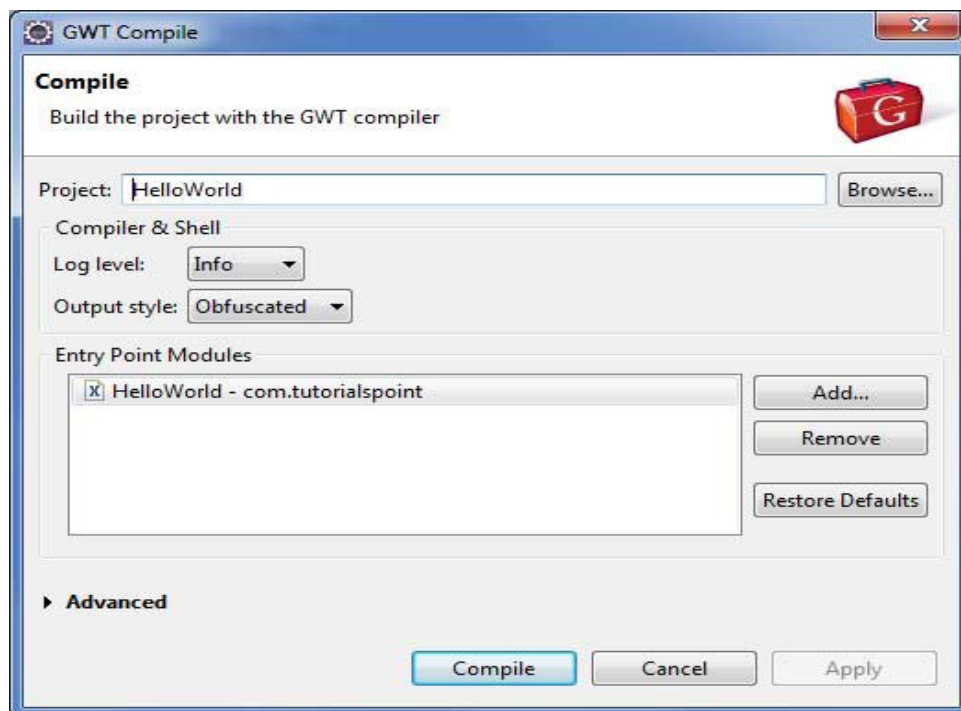 GWT Compile
Compile
Build the project with the GWT compiler
G
Project: HelloWorld Browse...
Compiler & Shell
Log level: Info
Output style: Obfuscated
Entry Point Modules
X HelloWorld - com.tutorialspoint
Add...
Remove
Restore Defaults
Advanced
Compile Cancel Apply